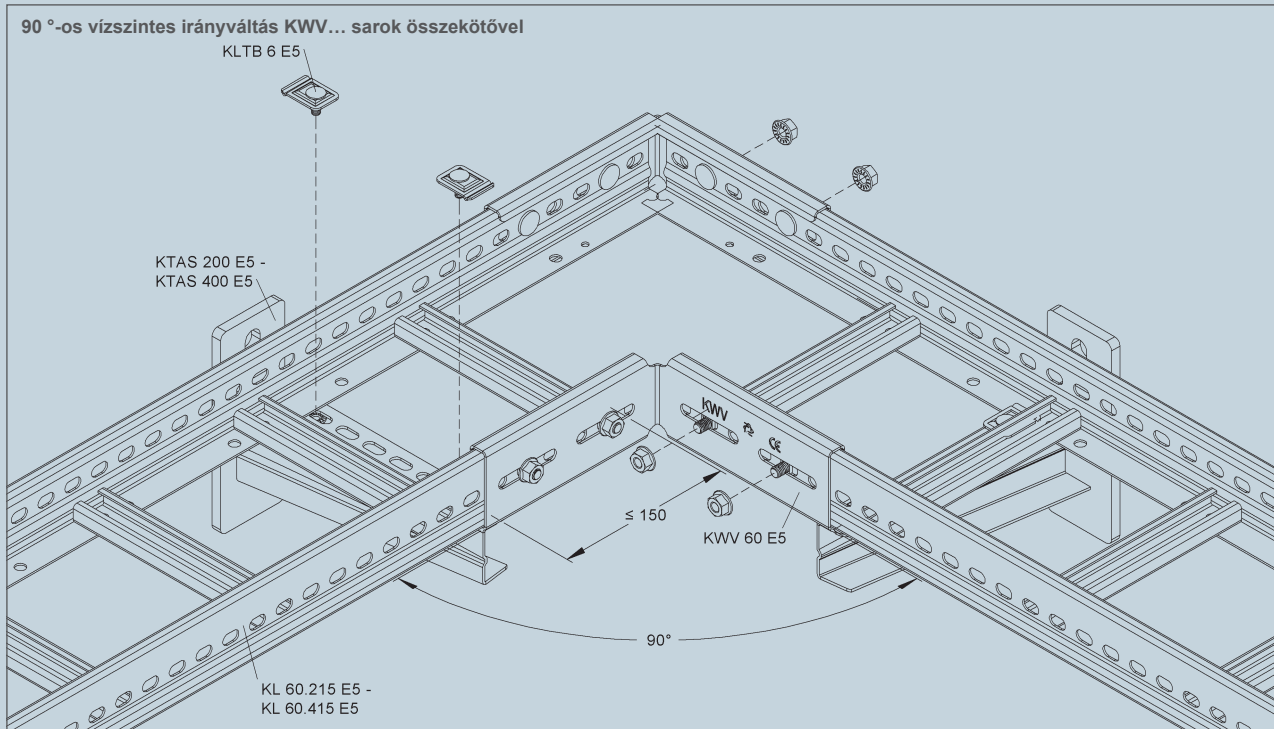 90 °-os vízszintes irányváltás KWV… sarok összekötővel
KLTB 6 E5
KTAS 200 E5 -
KTAS 400 E5
KWV
CE
≤ 150
KWV 60 E5
90°
KL 60.215 E5 -
KL 60.415 E5